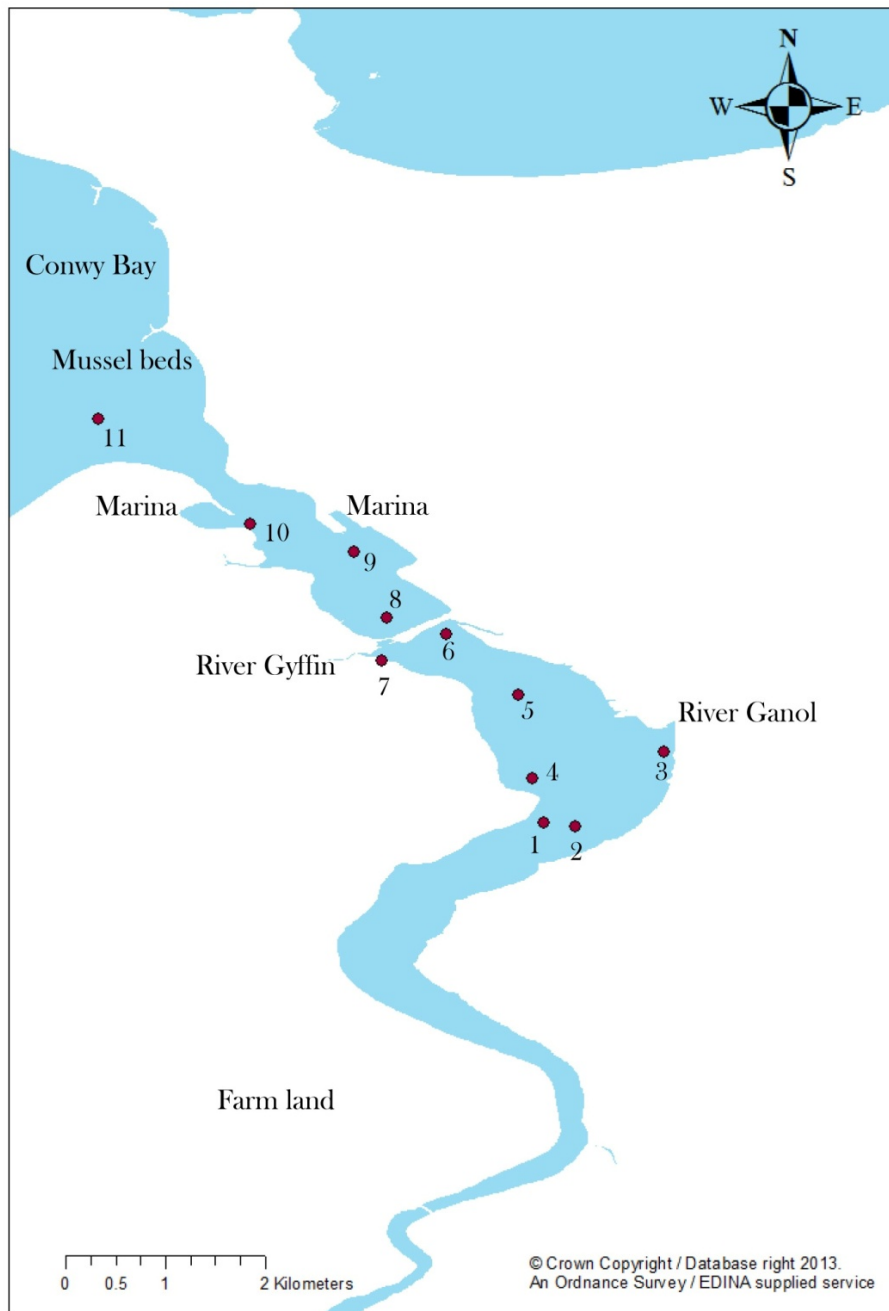 N
W E
S
Conwy Bay
Mussel beds
11
Marina
Marina
10
9
8
River Gyffin
6
7
5
River Ganol
4
3
1
2
Farm land
0 0.5 1 2 Kilometers
© Crown Copyright / Database right 2013.
An Ordnance Survey / EDINA supplied service